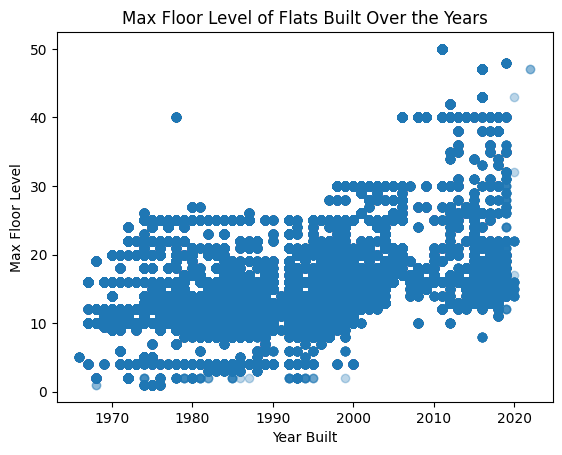 Max Floor Level of Flats Built Over the Years
50
40
30
20
10
0
Max Floor Level
1970 1980 1990 2000 2010 2020
Year Built